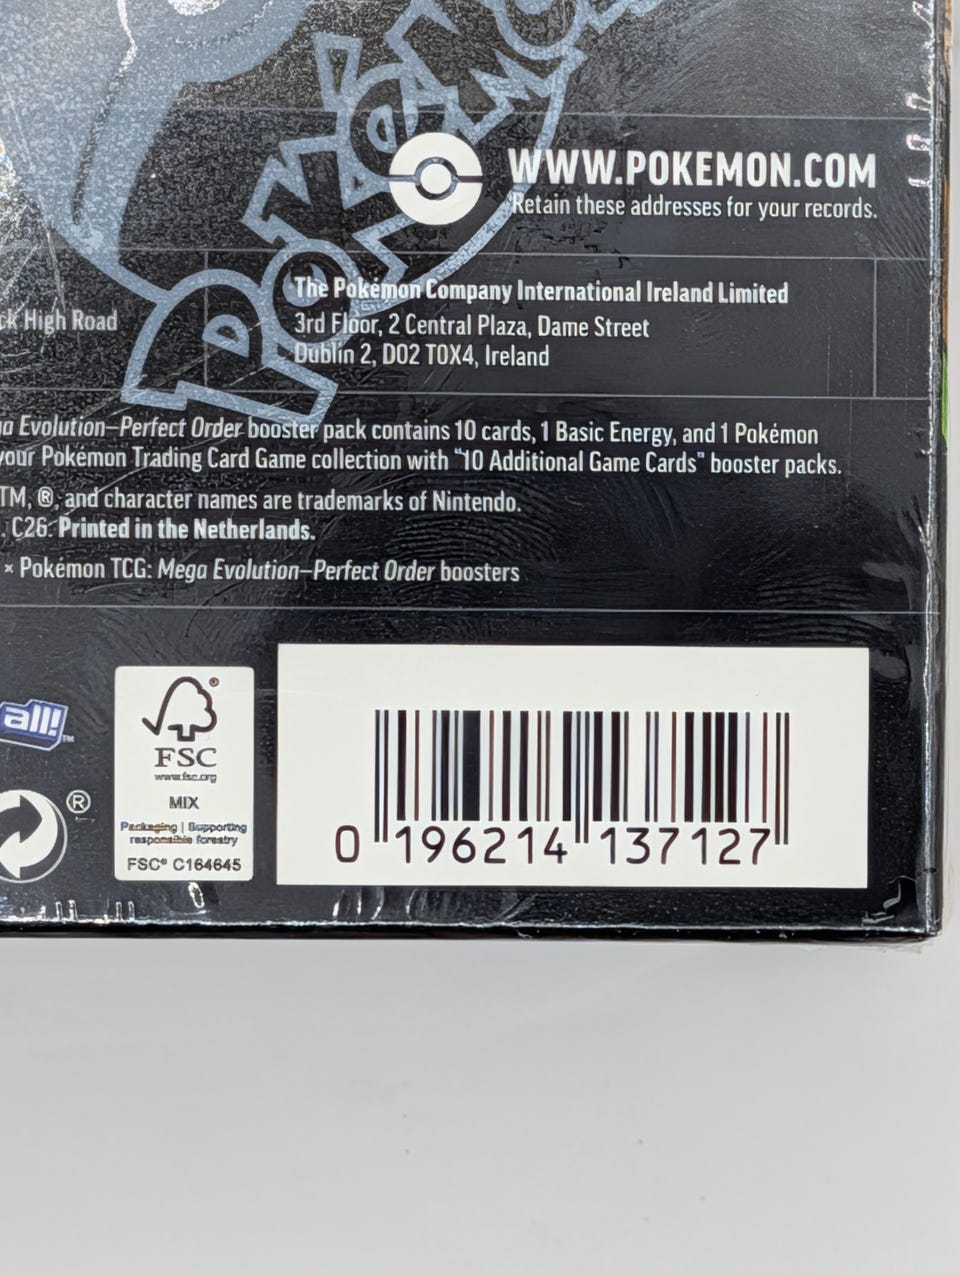 WWW.POKEMON.COM
Retain these addresses for your records.
ck High Road
The Pokémon Company International Ireland Limited
3rd Floor, 2 Central Plaza, Dame Street
Dublin 2, D02 T0X4, Ireland
a Evolution—Perfect Order booster pack contains 10 cards, 1 Basic Energy, and 1 Pokémon
your Pokémon Trading Card Game collection with "10 Additional Game Cards" booster packs.
TM, ®, and character names are trademarks of Nintendo.
. C26. Printed in the Netherlands.
× Pokémon TCG: Mega Evolution—Perfect Order boosters
all!™
®
FSC
www.fsc.org
MIX
Packaging | Supporting
responsible forestry
FSC® C164645
0 196214 137127